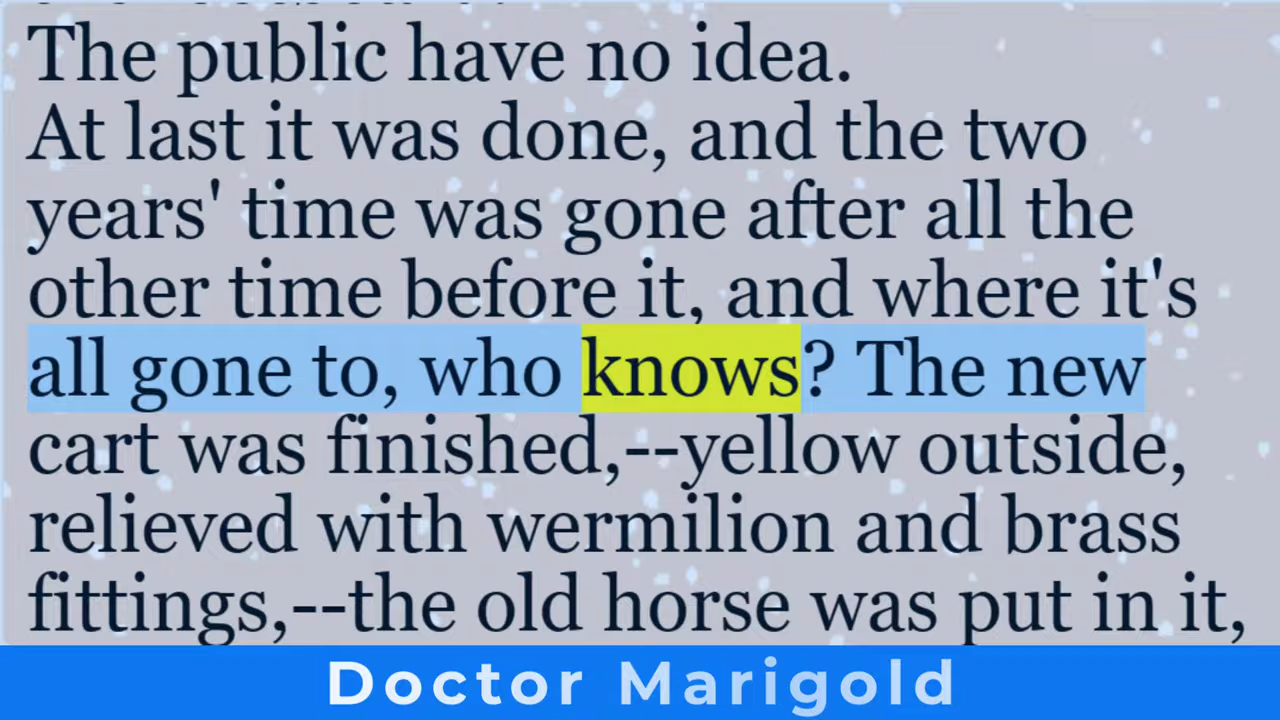 The public have no idea.
At last it was done, and the two
years' time was gone after all the
other time before it, and where it's
all gone to, who knows? The new
cart was finished,--yellow outside,
relieved with wermilion and brass
fittings,--the old horse was put in it,
Doctor Marigold